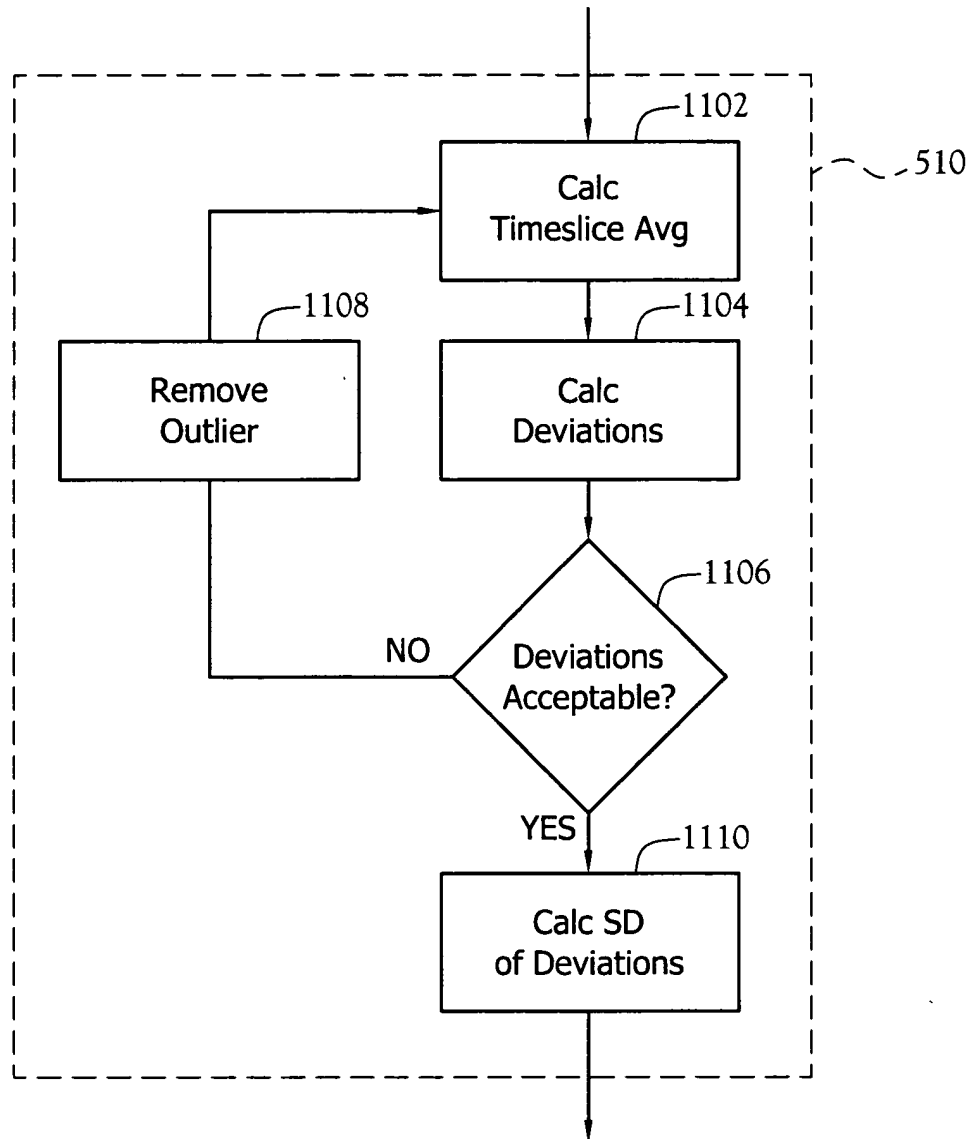 1102
510
Calc
Timeslice Avg
1108
1104
Remove
Outlier
Calc
Deviations
1106
NO
Deviations
Acceptable?
YES
1110
Calc SD
of Deviations